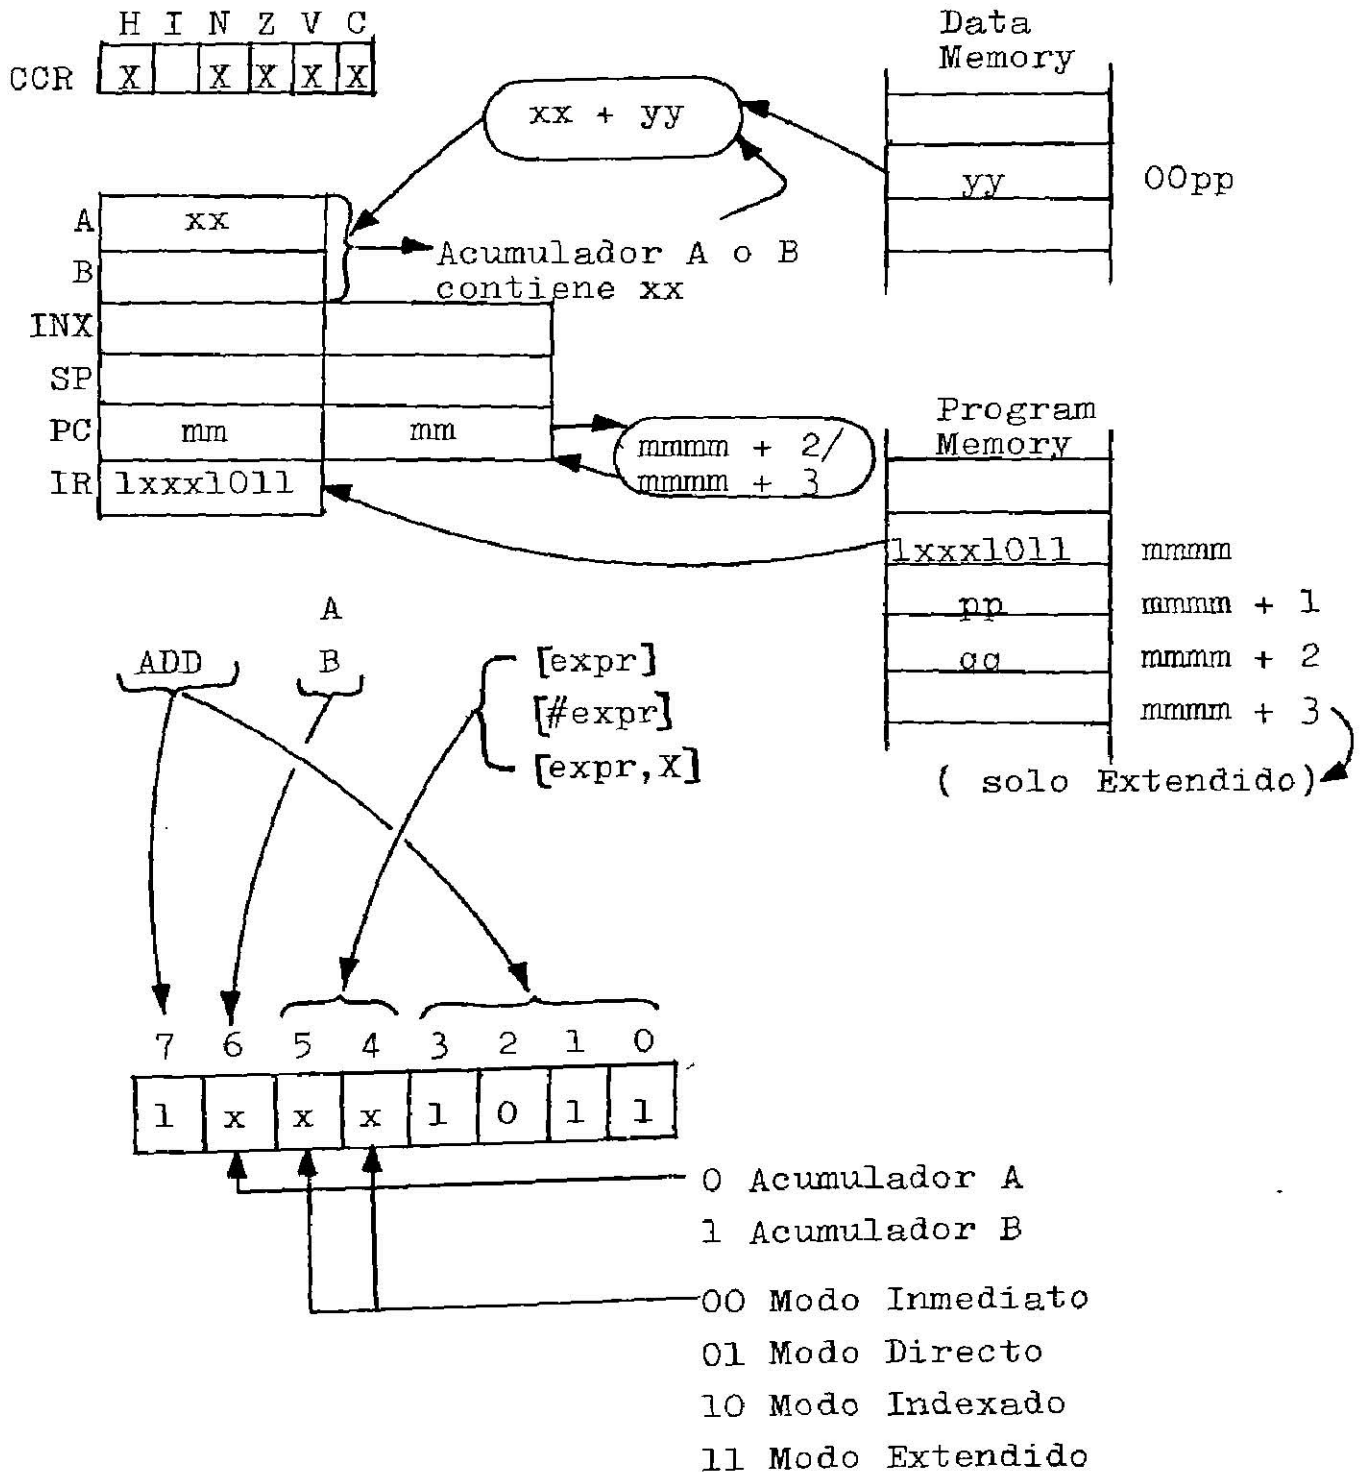 H I N Z V C
CCR X X X X X
Data
Memory
xx + yy
yy 00pp
A xx
B
Acumulador A o B
contiene xx
INX
SP
PC mm mm
mmmm + 2/
mmmm + 3
IR 1xxx1011
Program
Memory
1xxx1011 mmmm
pp mmmm + 1
qq mmmm + 2
mmmm + 3
( solo Extendido)
A
ADD B
[expr]
[#expr]
[expr,X]
7 6 5 4 3 2 1 0
1 x x x 1 0 1 1
0 Acumulador A
1 Acumulador B
00 Modo Inmediato
01 Modo Directo
10 Modo Indexado
11 Modo Extendido